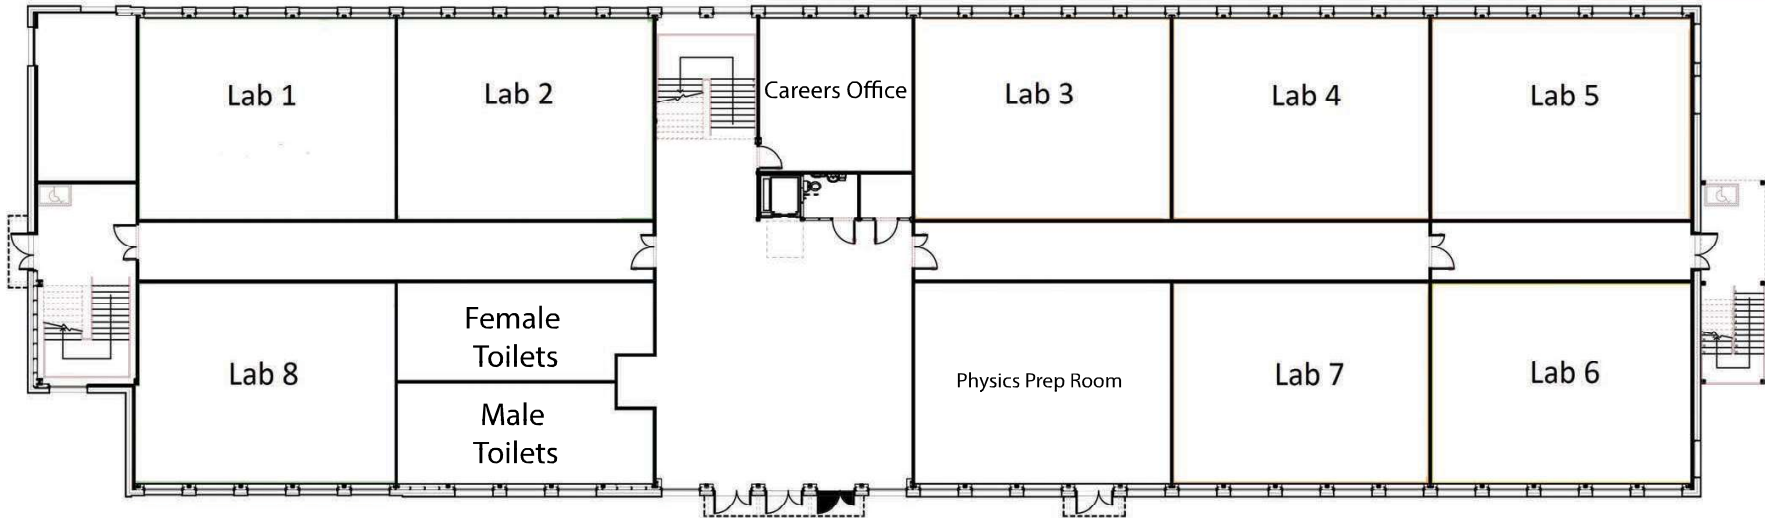 Lab 1
Lab 2
Careers Office
Lab 3
Lab 4
Lab 5
Lab 8
Female
Toilets
Male
Toilets
Physics Prep Room
Lab 7
Lab 6